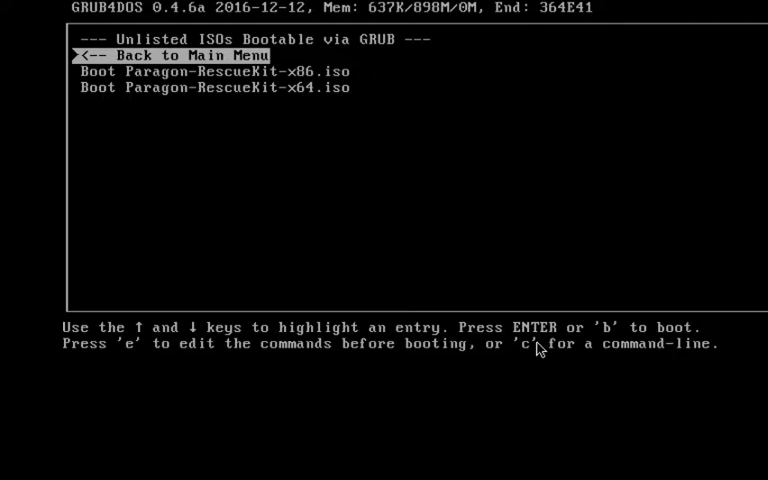 GRUB4DOS 0.4.6a 2016-12-12, Mem: 637K/898M/0M, End: 364E41
--- Unlisted ISOs Bootable via GRUB ---
<-- Back to Main Menu
Boot Paragon-RescueKit-x86.iso
Boot Paragon-RescueKit-x64.iso
Use the ↑ and ↓ keys to highlight an entry. Press ENTER or 'b' to boot.
Press 'e' to edit the commands before booting, or 'c' for a command-line.